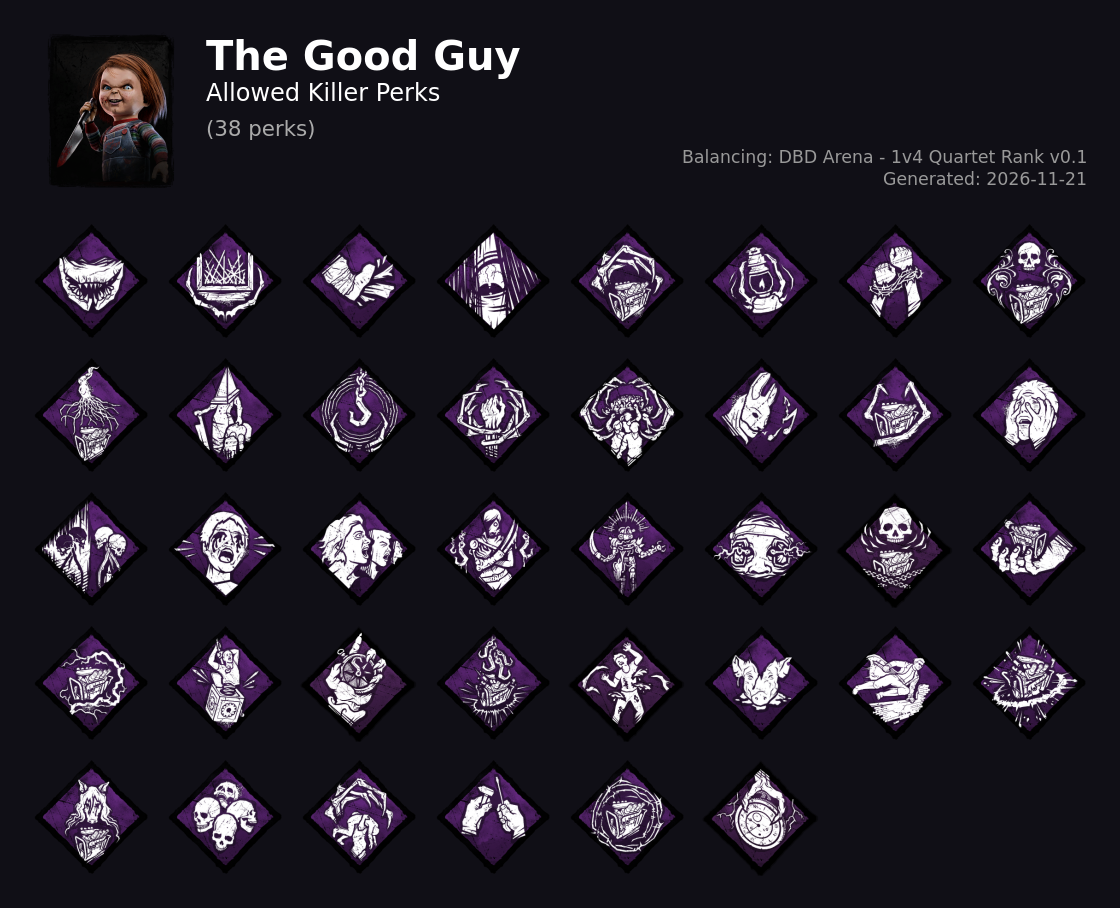 The Good Guy
Allowed Killer Perks
(38 perks)
Balancing: DBD Arena - 1v4 Quartet Rank v0.1
Generated: 2026-11-21